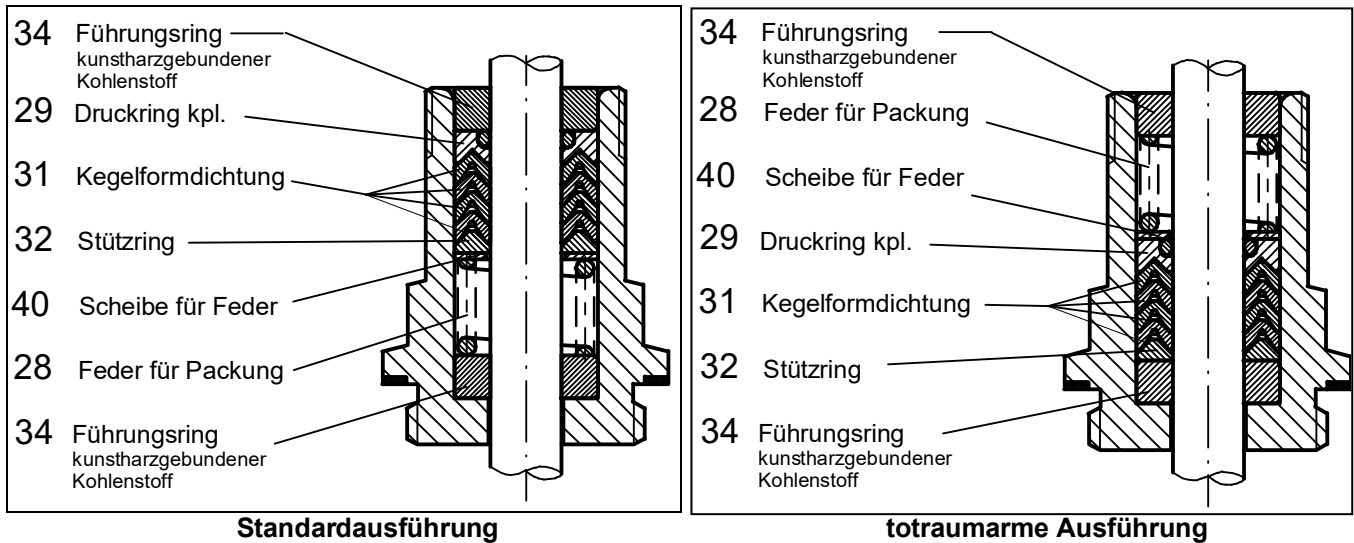 34 Führungsring
kunstharzgebundener
Kohlenstoff
29 Druckring kpl.
31 Kegelformdichtung
32 Stützring
40 Scheibe für Feder
28 Feder für Packung
34 Führungsring
kunstharzgebundener
Kohlenstoff
Standardausführung
34 Führungsring
kunstharzgebundener
Kohlenstoff
28 Feder für Packung
40 Scheibe für Feder
29 Druckring kpl.
31 Kegelformdichtung
32 Stützring
34 Führungsring
kunstharzgebundener
Kohlenstoff
totraumarme Ausführung